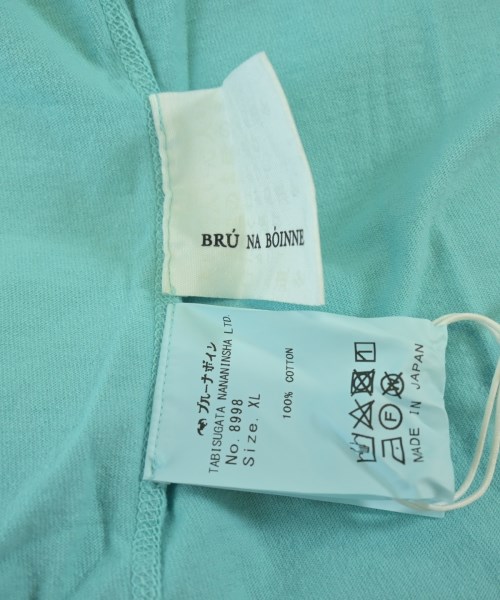 BRÚ NA BÓINNE
ブルーナボイン
TABISUGATA NANANINSHA LTD.
No. 8998
Size. XL
100% COTTON
F W
MADE IN JAPAN